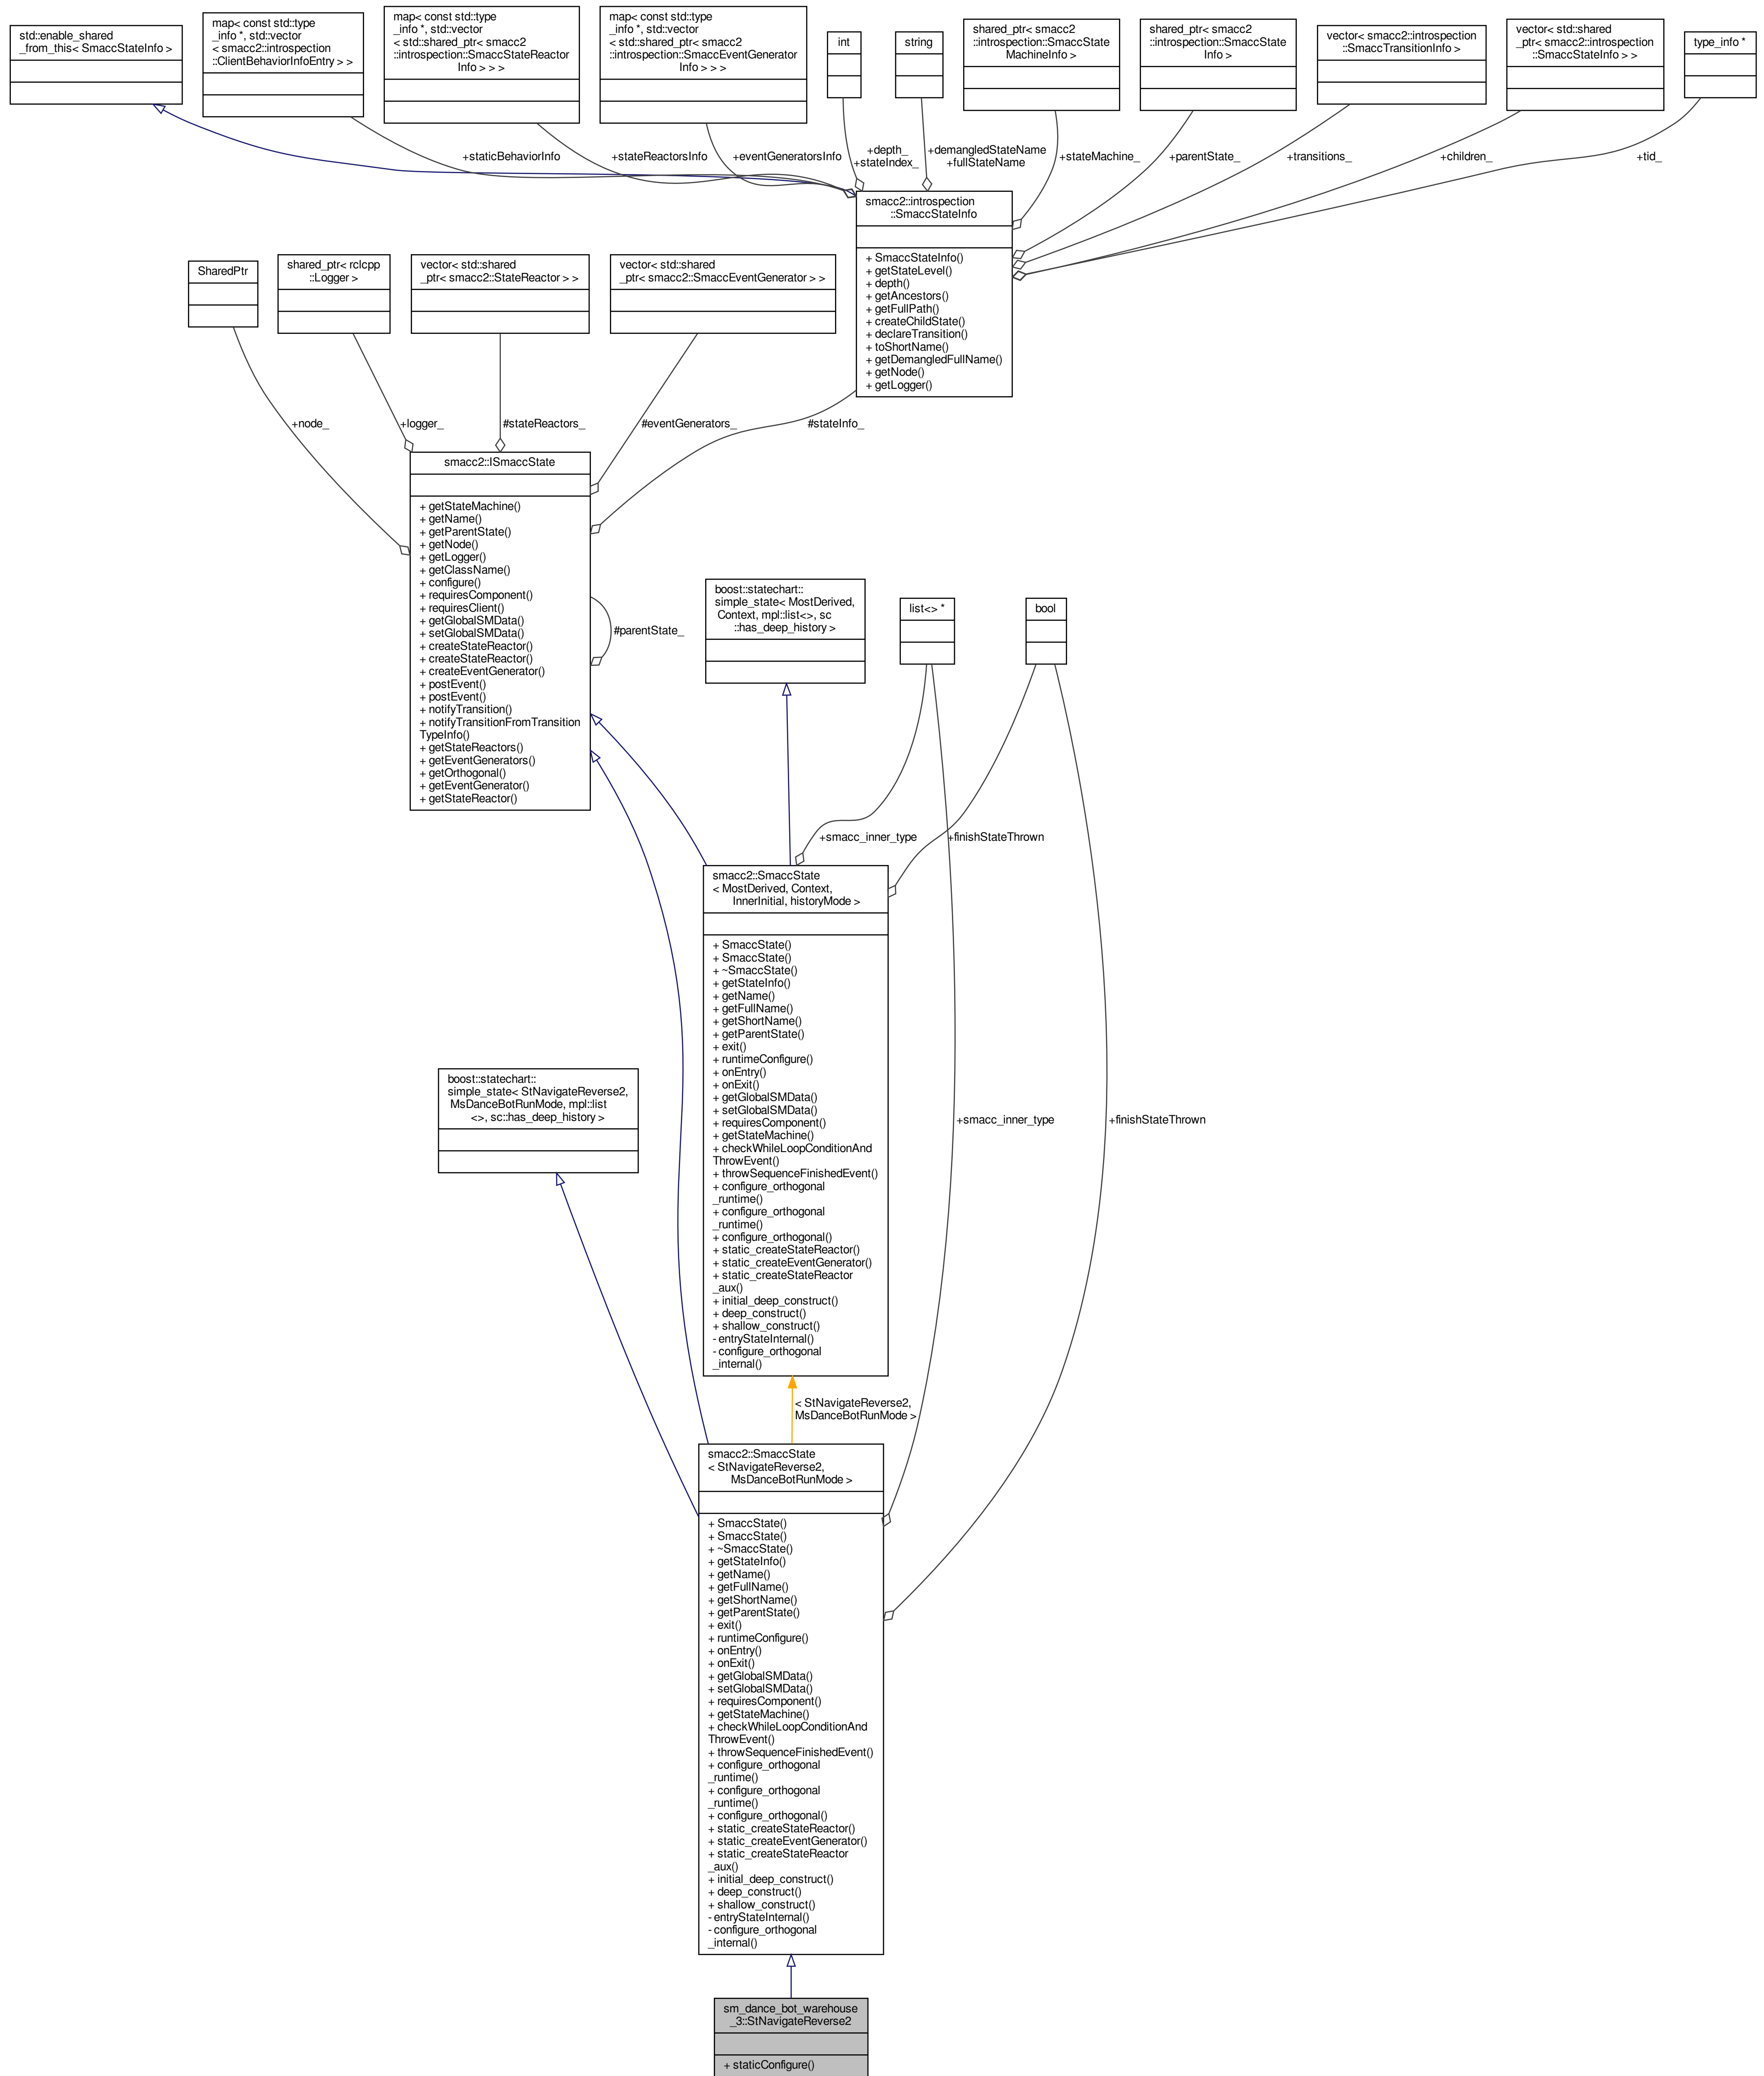 std::enable_shared
_from_this< SmaccStateInfo >
map< const std::type
_info *, std::vector
< smacc2::introspection
::ClientBehaviorInfoEntry > >
map< const std::type
_info *, std::vector
< std::shared_ptr< smacc2
::introspection::SmaccStateReactor
Info > > >
map< const std::type
_info *, std::vector
< std::shared_ptr< smacc2
::introspection::SmaccEventGenerator
Info > > >
int
string
shared_ptr< smacc2
::introspection::SmaccState
MachineInfo >
shared_ptr< smacc2
::introspection::SmaccState
Info >
vector< smacc2::introspection
::SmaccTransitionInfo >
vector< std::shared
_ptr< smacc2::introspection
::SmaccStateInfo > >
type_info *
+staticBehaviorInfo
+stateReactorsInfo
+eventGeneratorsInfo
+depth_
+stateIndex_
+demangledStateName
+fullStateName
+stateMachine_
+parentState_
+transitions_
+children_
+tid_
smacc2::introspection
::SmaccStateInfo
+ SmaccStateInfo()
+ getStateLevel()
+ depth()
+ getAncestors()
+ getFullPath()
+ createChildState()
+ declareTransition()
+ toShortName()
+ getDemangledFullName()
+ getNode()
+ getLogger()
SharedPtr
shared_ptr< rclcpp
::Logger >
vector< std::shared
_ptr< smacc2::StateReactor > >
vector< std::shared
_ptr< smacc2::SmaccEventGenerator > >
+node_
+logger_
#stateReactors_
#eventGenerators_
#stateInfo_
smacc2::ISmaccState
+ getStateMachine()
+ getName()
+ getParentState()
+ getNode()
+ getLogger()
+ getClassName()
+ configure()
+ requiresComponent()
+ requiresClient()
+ getGlobalSMData()
+ setGlobalSMData()
+ createStateReactor()
+ createStateReactor()
+ createEventGenerator()
+ postEvent()
+ postEvent()
+ notifyTransition()
+ notifyTransitionFromTransition
TypeInfo()
+ getStateReactors()
+ getEventGenerators()
+ getOrthogonal()
+ getEventGenerator()
+ getStateReactor()
#parentState_
boost::statechart::
simple_state< MostDerived,
Context, mpl::list<>, sc
::has_deep_history >
list<> *
bool
+smacc_inner_type
+finishStateThrown
smacc2::SmaccState
< MostDerived, Context,
InnerInitial, historyMode >
+ SmaccState()
+ SmaccState()
+ ~SmaccState()
+ getStateInfo()
+ getName()
+ getFullName()
+ getShortName()
+ getParentState()
+ exit()
+ runtimeConfigure()
+ onEntry()
+ onExit()
+ getGlobalSMData()
+ setGlobalSMData()
+ requiresComponent()
+ getStateMachine()
+ checkWhileLoopConditionAnd
ThrowEvent()
+ throwSequenceFinishedEvent()
+ configure_orthogonal
_runtime()
+ configure_orthogonal
_runtime()
+ configure_orthogonal()
+ static_createStateReactor()
+ static_createEventGenerator()
+ static_createStateReactor
_aux()
+ initial_deep_construct()
+ deep_construct()
+ shallow_construct()
- entryStateInternal()
- configure_orthogonal
_internal()
boost::statechart::
simple_state< StNavigateReverse2,
MsDanceBotRunMode, mpl::list
<>, sc::has_deep_history >
+smacc_inner_type
+finishStateThrown
< StNavigateReverse2,
MsDanceBotRunMode >
smacc2::SmaccState
< StNavigateReverse2,
MsDanceBotRunMode >
+ SmaccState()
+ SmaccState()
+ ~SmaccState()
+ getStateInfo()
+ getName()
+ getFullName()
+ getShortName()
+ getParentState()
+ exit()
+ runtimeConfigure()
+ onEntry()
+ onExit()
+ getGlobalSMData()
+ setGlobalSMData()
+ requiresComponent()
+ getStateMachine()
+ checkWhileLoopConditionAnd
ThrowEvent()
+ throwSequenceFinishedEvent()
+ configure_orthogonal
_runtime()
+ configure_orthogonal
_runtime()
+ configure_orthogonal()
+ static_createStateReactor()
+ static_createEventGenerator()
+ static_createStateReactor
_aux()
+ initial_deep_construct()
+ deep_construct()
+ shallow_construct()
- entryStateInternal()
- configure_orthogonal
_internal()
sm_dance_bot_warehouse
_3::StNavigateReverse2
+ staticConfigure()